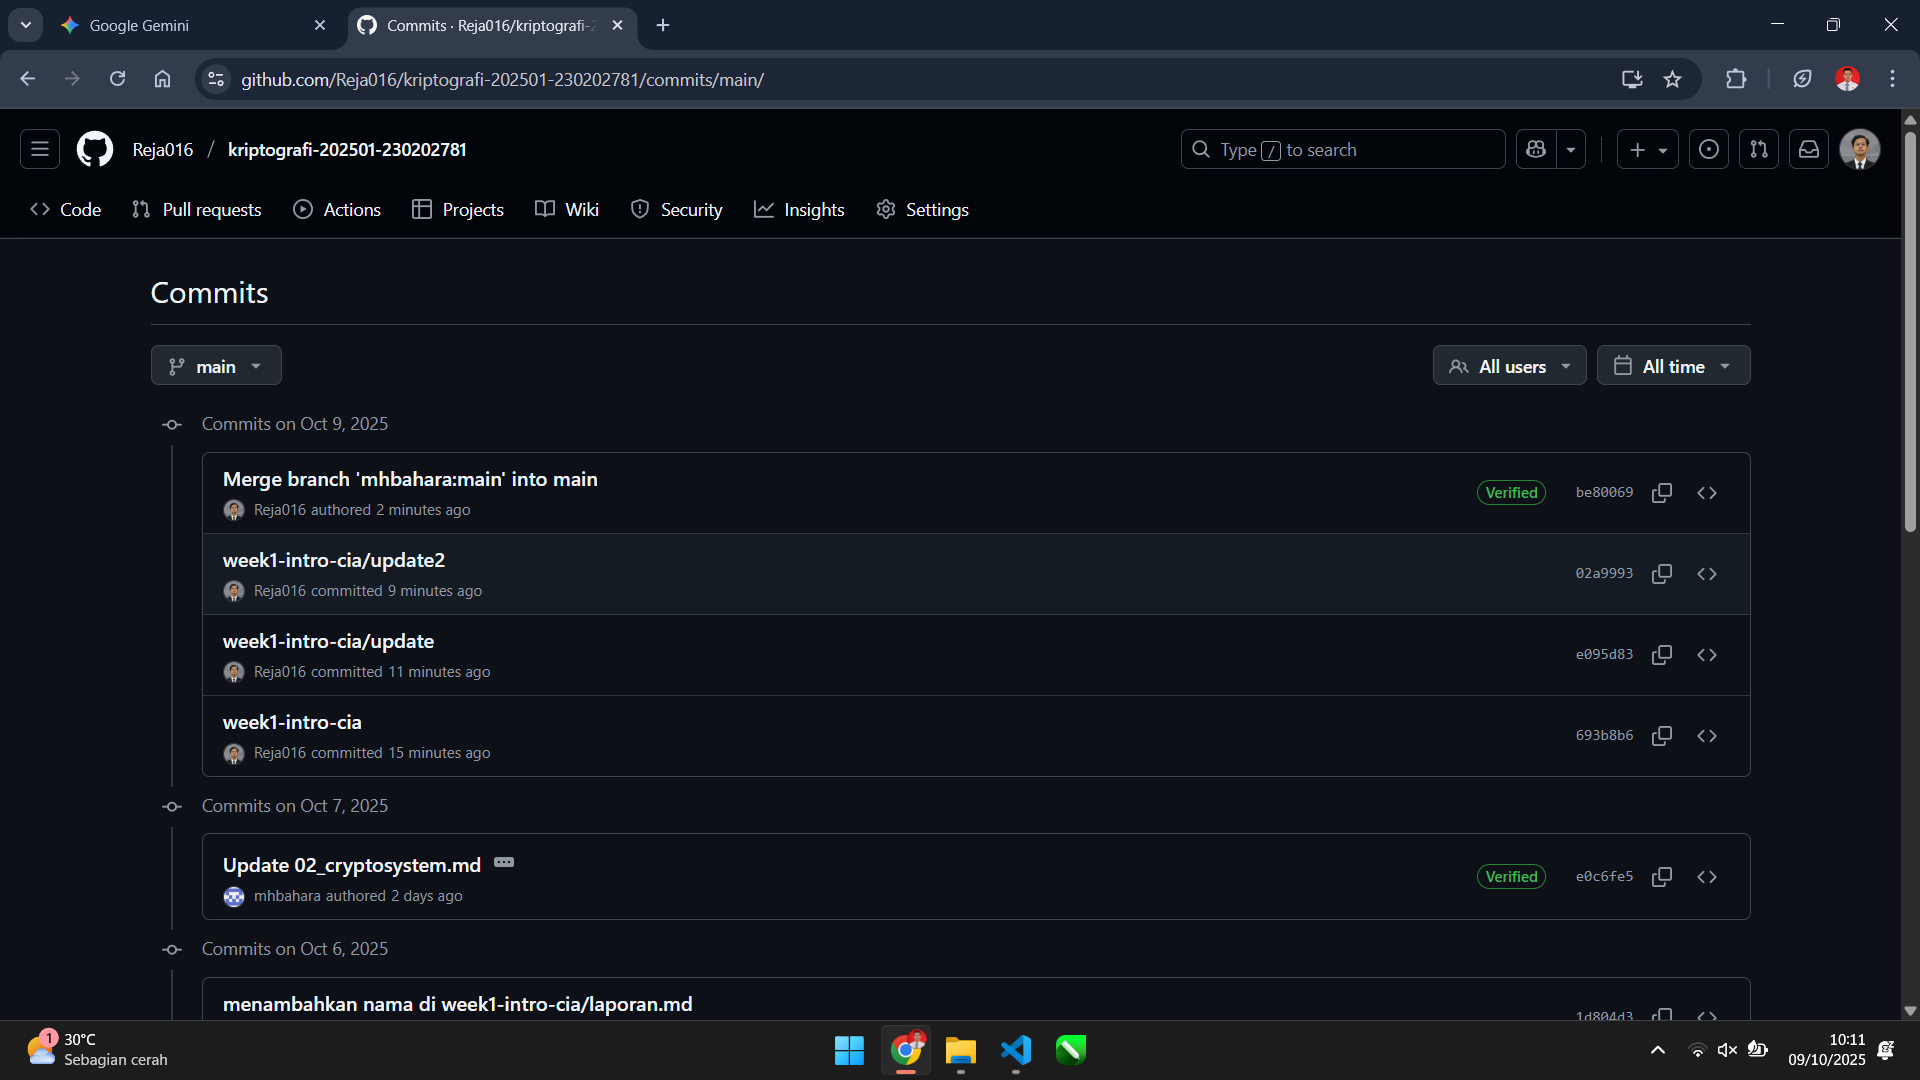 Google Gemini
Commits · Reja016/kriptografi-2
github.com/Reja016/kriptografi-202501-230202781/commits/main/
Reja016 / kriptografi-202501-230202781
Type / to search
Code
Pull requests
Actions
Projects
Wiki
Security
Insights
Settings
Commits
main
All users
All time
Commits on Oct 9, 2025
Merge branch 'mhbahara:main' into main
Reja016 authored 2 minutes ago
Verified
be80069
week1-intro-cia/update2
Reja016 committed 9 minutes ago
02a9993
week1-intro-cia/update
Reja016 committed 11 minutes ago
e095d83
week1-intro-cia
Reja016 committed 15 minutes ago
693b8b6
Commits on Oct 7, 2025
Update 02_cryptosystem.md
mhbahara authored 2 days ago
Verified
e0c6fe5
Commits on Oct 6, 2025
menambahkan nama di week1-intro-cia/laporan.md
1d804d3
1
30°C
Sebagian cerah
10:11
09/10/2025